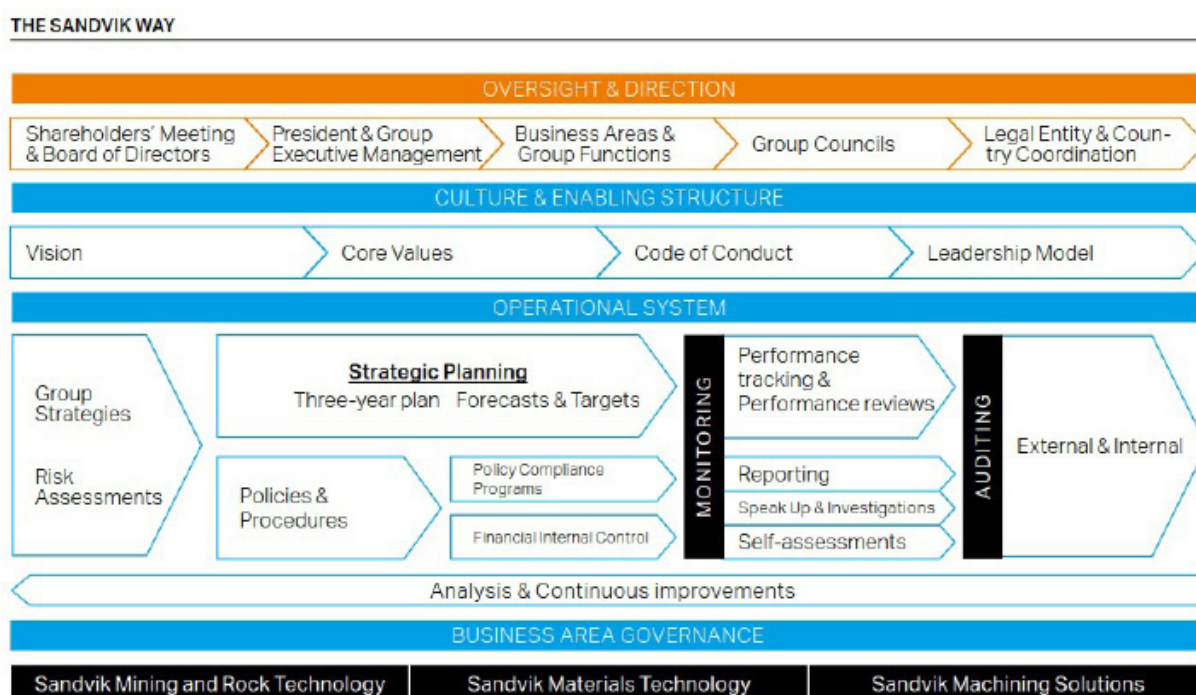 THE SANDVIK WAY
OVERSIGHT & DIRECTION
Shareholders' Meeting
& Board of Directors
President & Group
Executive Management
Business Areas &
Group Functions
Group Councils
Legal Entity & Coun-
try Coordination
CULTURE & ENABLING STRUCTURE
Vision
Core Values
Code of Conduct
Leadership Model
OPERATIONAL SYSTEM
Group
Strategies
Risk
Assessments
Strategic Planning
Three-year plan Forecasts & Targets
Policies &
Procedures
Policy Compliance
Programs
Financial Internal Control
MONITORING
Performance
tracking &
Performance reviews
Reporting
Speak Up & Investigations
Self-assessments
AUDITING
External & Internal
Analysis & Continuous improvements
BUSINESS AREA GOVERNANCE
Sandvik Mining and Rock Technology
Sandvik Materials Technology
Sandvik Machining Solutions